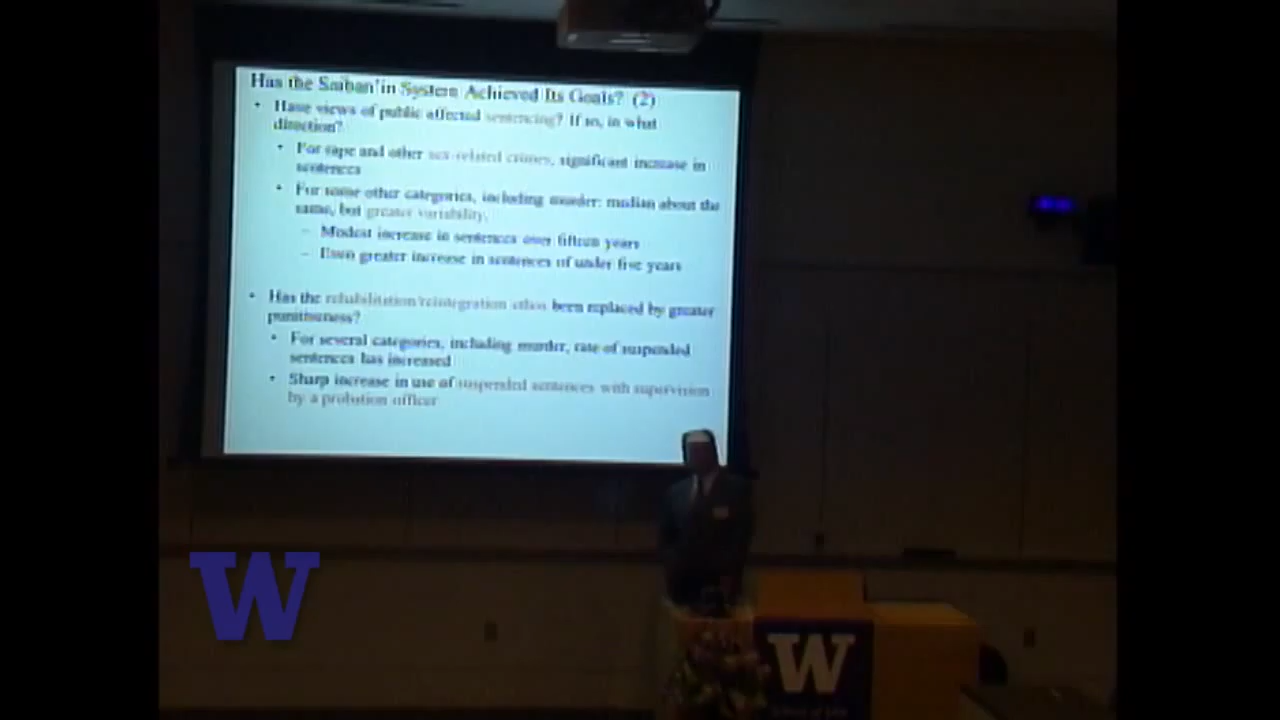 Has the Saiban'in System Achieved Its Goals? (2)
• Have views of public affected sentencing? If so, in what
direction?
• For rape and other sex-related crimes, significant increase in
sentences
• For some other categories, including murder: median about the
same, but greater variability.
– Modest increase in sentences over fifteen years
– Even greater increase in sentences of under five years
• Has the rehabilitation/reintegration ethos been replaced by greater
punitiveness?
• For several categories, including murder, rate of suspended
sentences has increased
• Sharp increase in use of suspended sentences with supervision
by a probation officer
W
W
School of Law